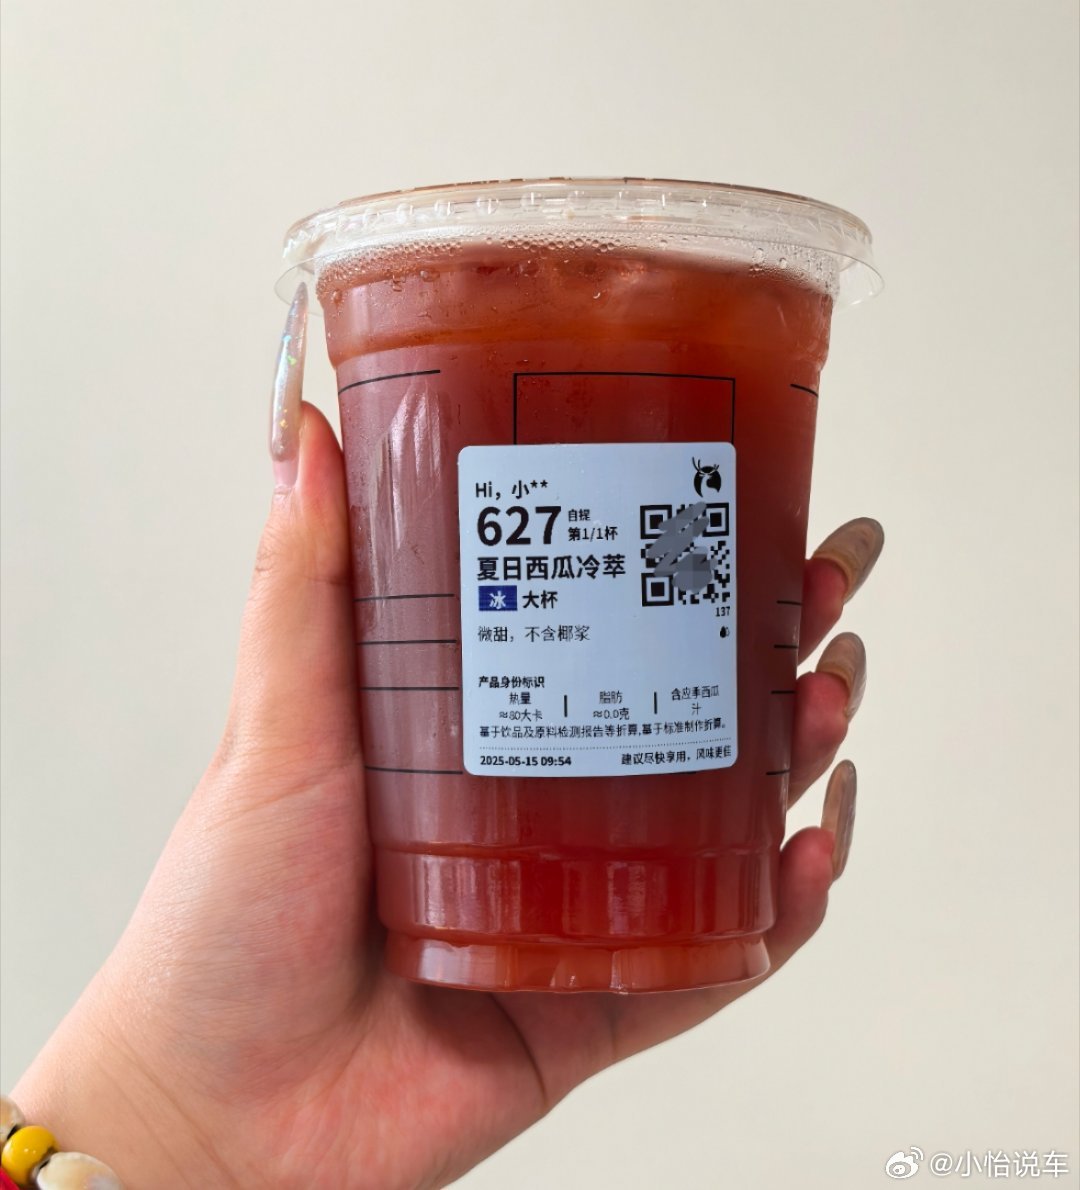 Hi，小**
627
自提
第1/1杯
夏日西瓜冷萃
冰 大杯
137
微甜，不含椰浆
产品身份标识
热量
≈80大卡
脂肪
≈0.0克
含应季西瓜
汁
基于饮品及原料检测报告等折算,基于标准制作折算。
2025-05-15 09:54
建议尽快享用，风味更佳
@小怡说车